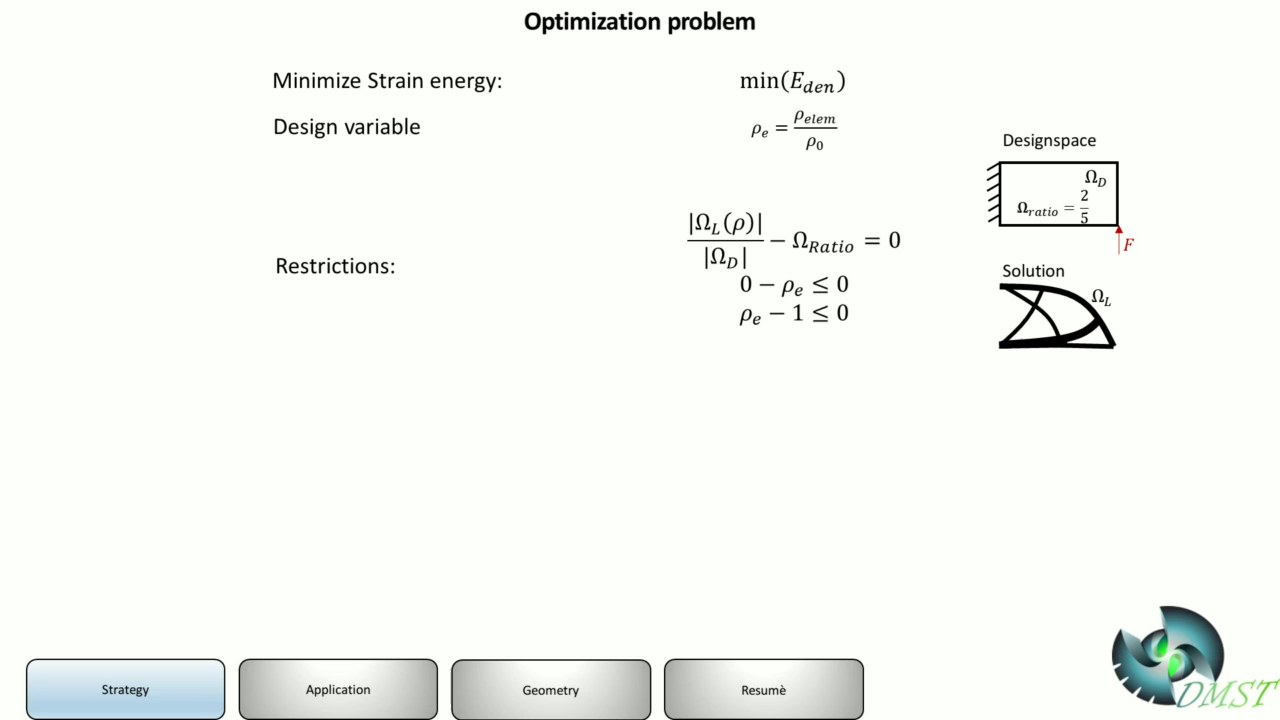 Optimization problem
Minimize Strain energy: min(E_den)
Design variable ρ_e = ρ_elem / ρ_0
Designspace
Ω_D
Ω_ratio = 2/5
F
Restrictions:
|Ω_L(ρ)| / |Ω_D| − Ω_Ratio = 0
0 − ρ_e ≤ 0
ρ_e − 1 ≤ 0
Solution
Ω_L
Strategy
Application
Geometry
Resumè
DMST